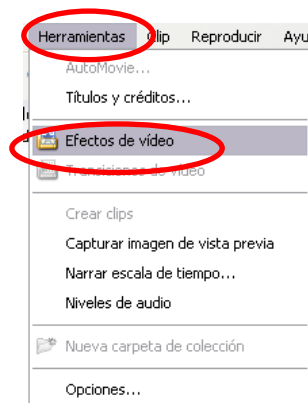 Herramientas Clip Reproducir Ayu
AutoMovie...
Títulos y créditos...
Efectos de vídeo
Transiciones de vídeo
Crear clips
Capturar imagen de vista previa
Narrar escala de tiempo...
Niveles de audio
Nueva carpeta de colección
Opciones...